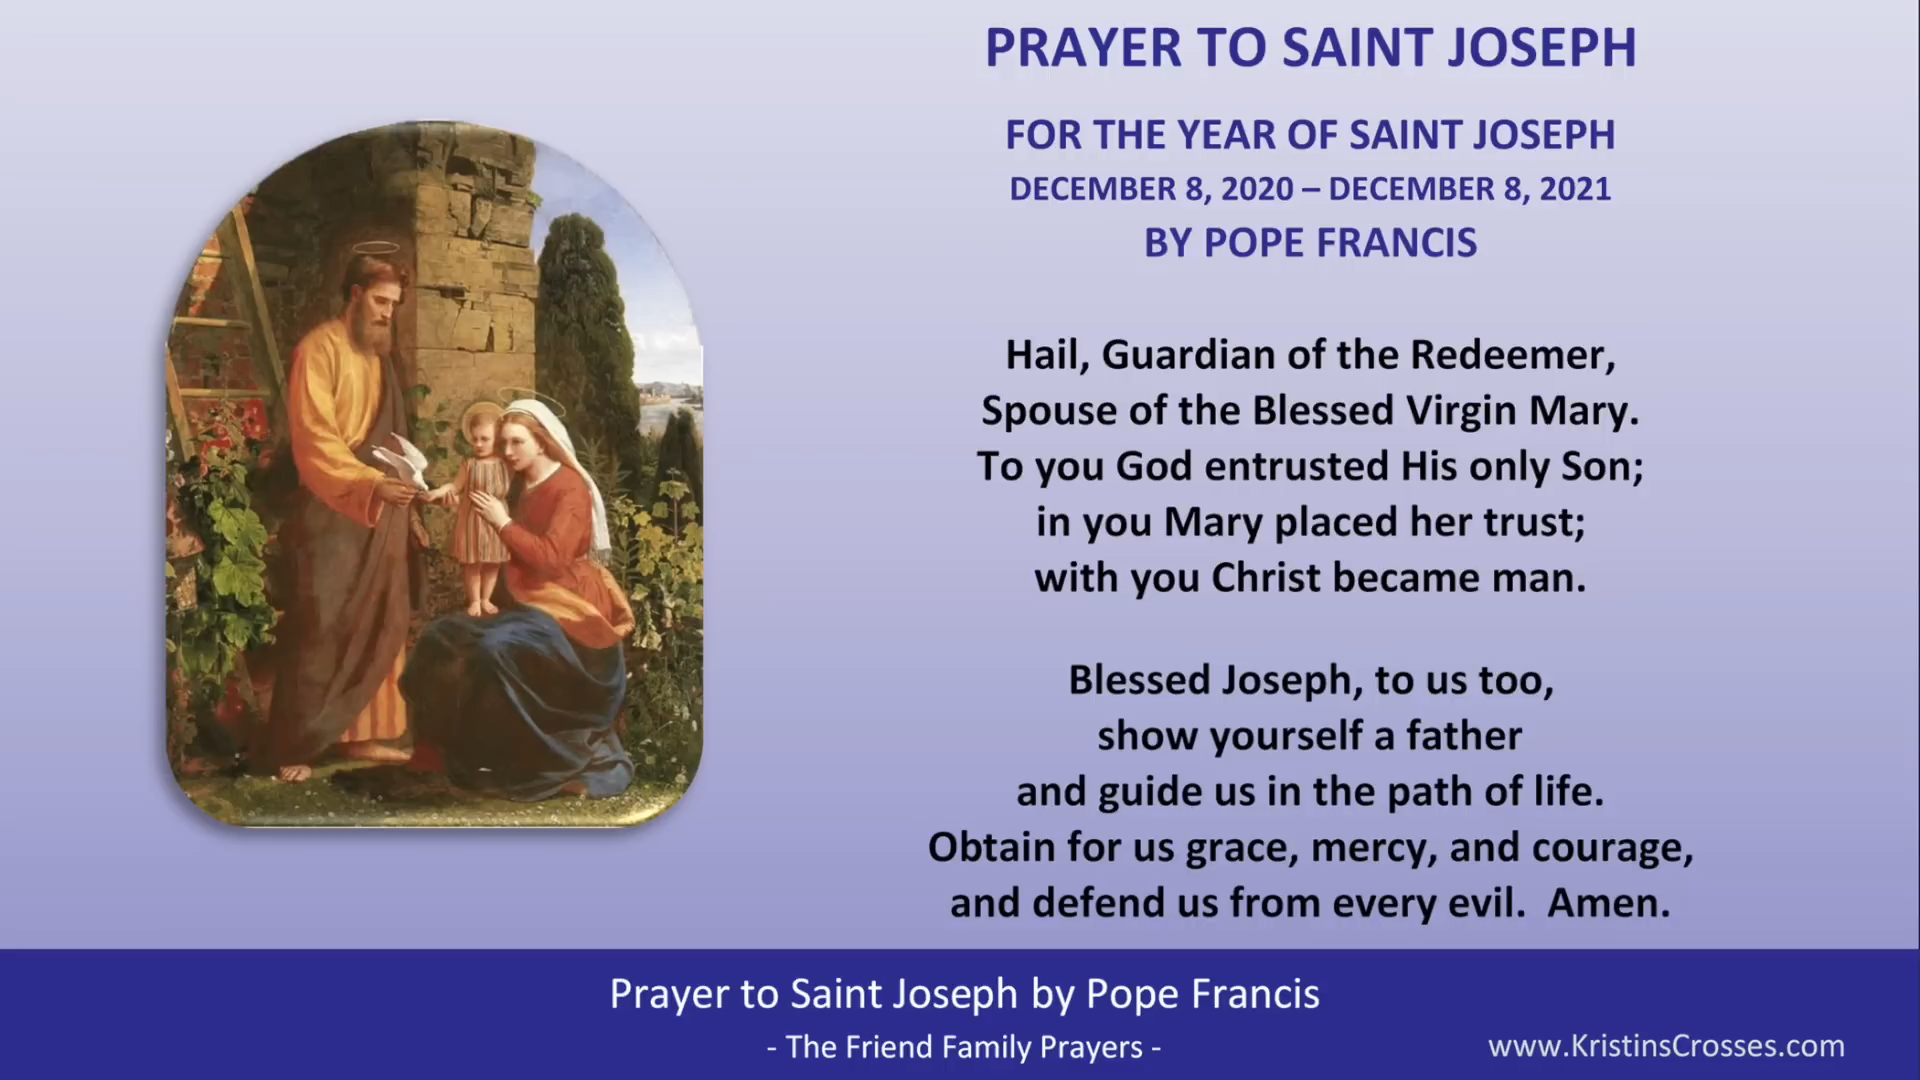 PRAYER TO SAINT JOSEPH
FOR THE YEAR OF SAINT JOSEPH
DECEMBER 8, 2020 – DECEMBER 8, 2021
BY POPE FRANCIS
Hail, Guardian of the Redeemer,
Spouse of the Blessed Virgin Mary.
To you God entrusted His only Son;
in you Mary placed her trust;
with you Christ became man.
Blessed Joseph, to us too,
show yourself a father
and guide us in the path of life.
Obtain for us grace, mercy, and courage,
and defend us from every evil.  Amen.
Prayer to Saint Joseph by Pope Francis
- The Friend Family Prayers -
www.KristinsCrosses.com